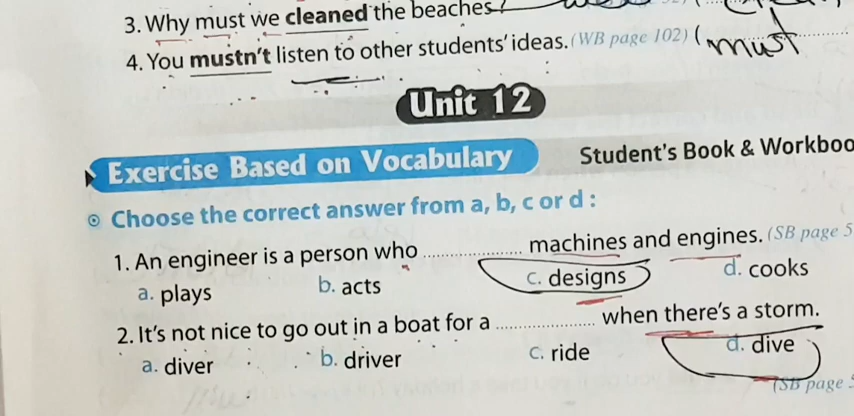 3. Why must we cleaned the beaches?
4. You mustn't listen to other students' ideas. (WB page 102) ( must
Unit 12
Exercise Based on Vocabulary Student's Book & Workboo
Choose the correct answer from a, b, c or d :
1. An engineer is a person who .................... machines and engines. (SB page 5
a. plays b. acts c. designs d. cooks
2. It's not nice to go out in a boat for a .................... when there's a storm.
a. diver b. driver c. ride d. dive
(SB page